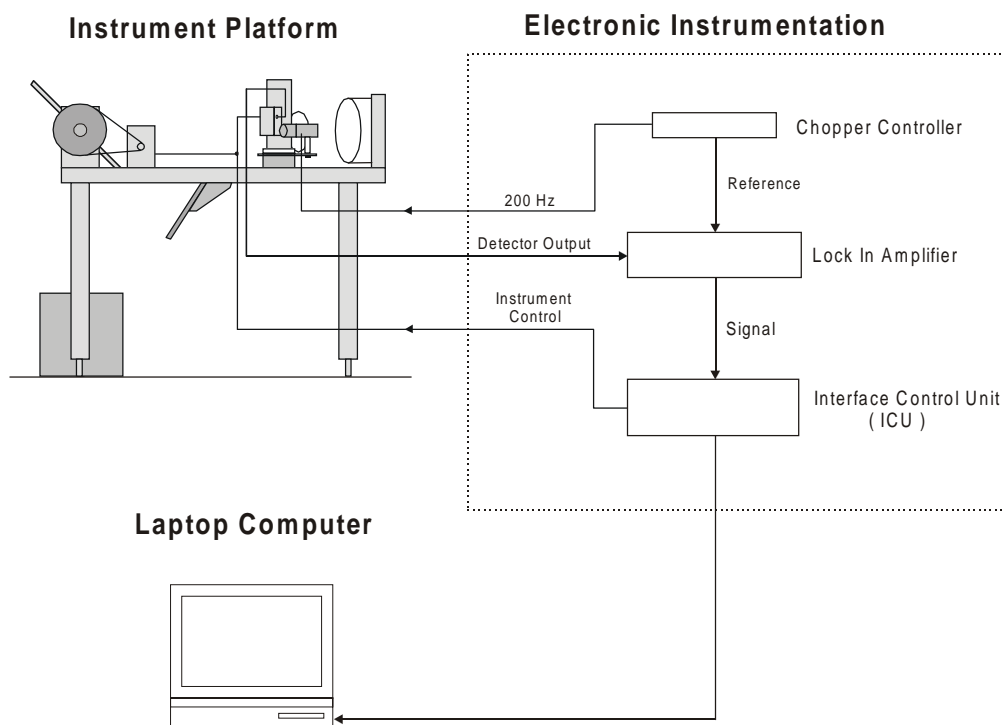 Instrument Platform
Electronic Instrumentation
Chopper Controller
Reference
200 Hz
Detector Output
Lock In Amplifier
Instrument
Control
Signal
Interface Control Unit
( ICU )
Laptop Computer